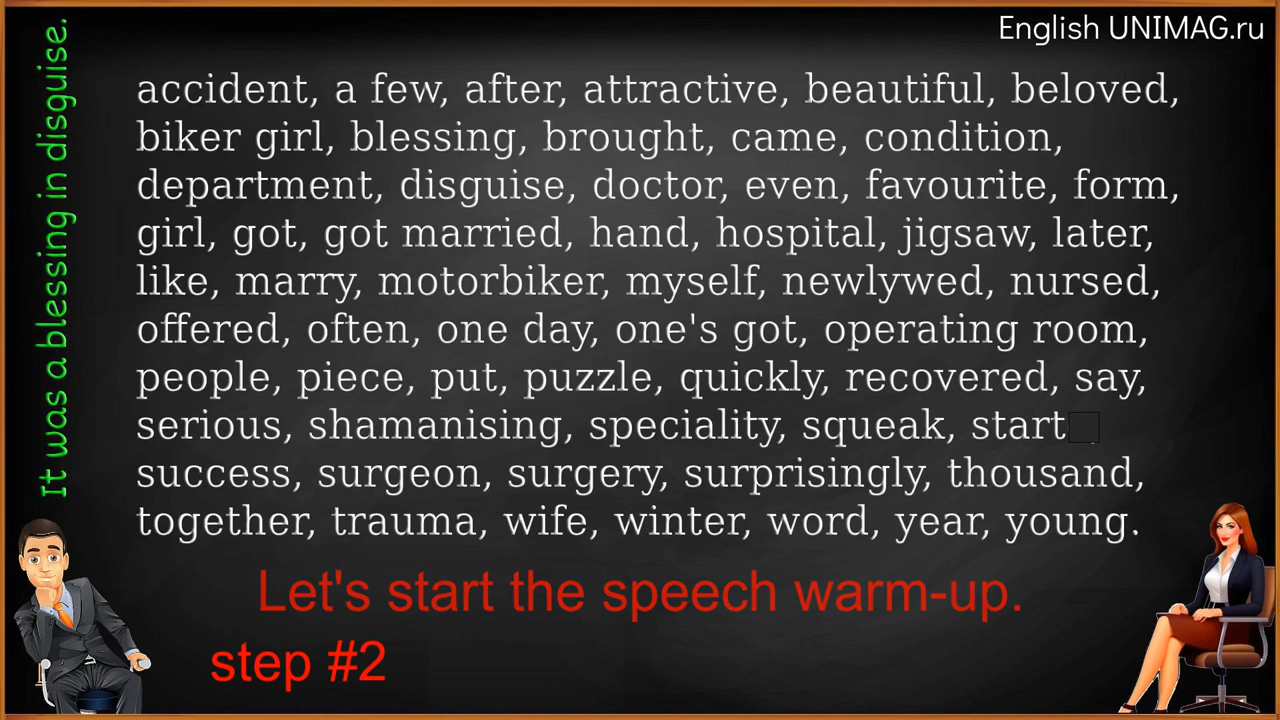 English UNIMAG.ru
It was a blessing in disguise.
accident, a few, after, attractive, beautiful, beloved,
biker girl, blessing, brought, came, condition,
department, disguise, doctor, even, favourite, form,
girl, got, got married, hand, hospital, jigsaw, later,
like, marry, motorbiker, myself, newlywed, nursed,
offered, often, one day, one's got, operating room,
people, piece, put, puzzle, quickly, recovered, say,
serious, shamanising, speciality, squeak, start
success, surgeon, surgery, surprisingly, thousand,
together, trauma, wife, winter, word, year, young.
Let's start the speech warm-up.
step #2